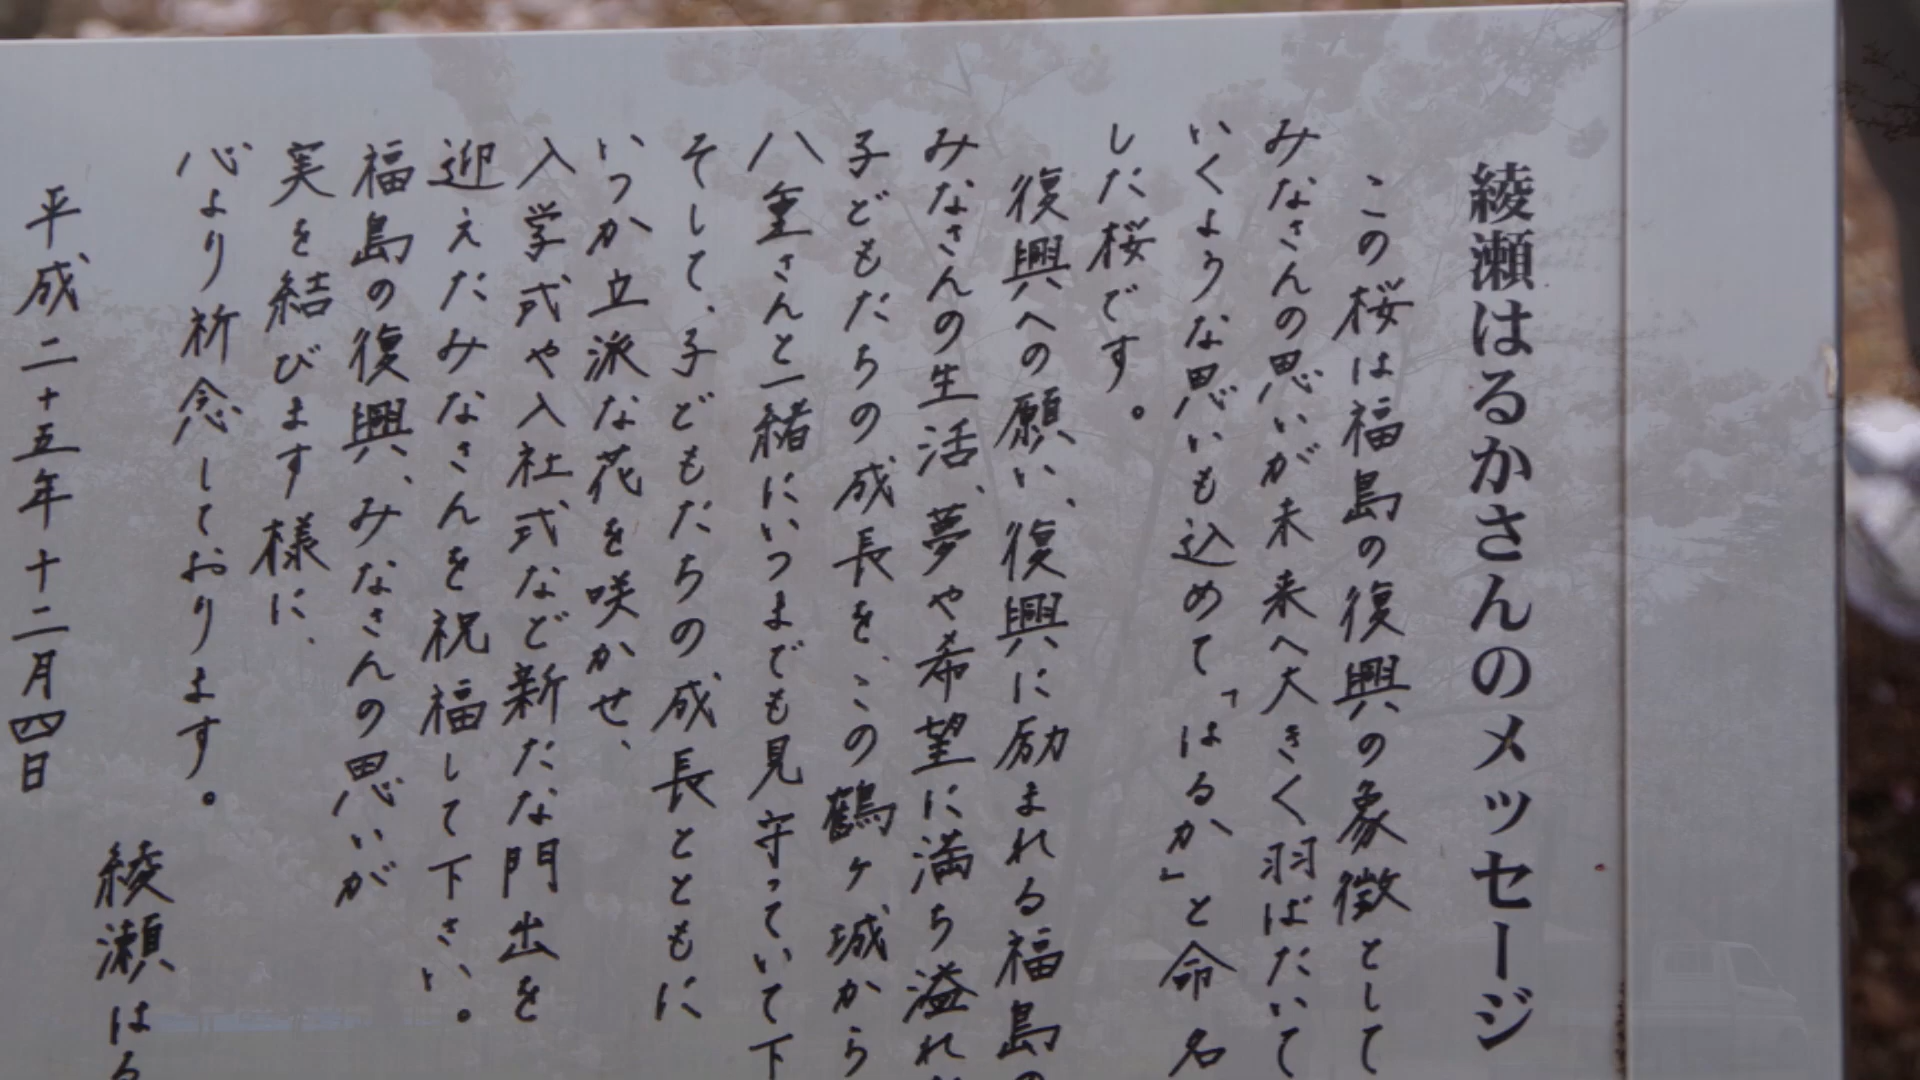 綾瀬はるかさんのメッセージ
この桜は福島の復興の象徴として
みなさんの思いが未来へ大きく羽ばたいて
いくような思いも込めて「はるか」と命名
した桜です。
復興への願い、復興に励まれる福島の
みなさんの生活、夢や希望に満ち溢れ
子どもたちの成長を、この鶴ヶ城から
八重さんと一緒にいつまでも見守っていて下
そして、子どもたちの成長とともに
いつか立派な花を咲かせ、
入学式や入社式など新たな門出を
迎えたみなさんを祝福して下さい。
福島の復興、みなさんの思いが
実を結びます様に、
心より祈念しております。
平成二十五年十二月四日
綾瀬はる